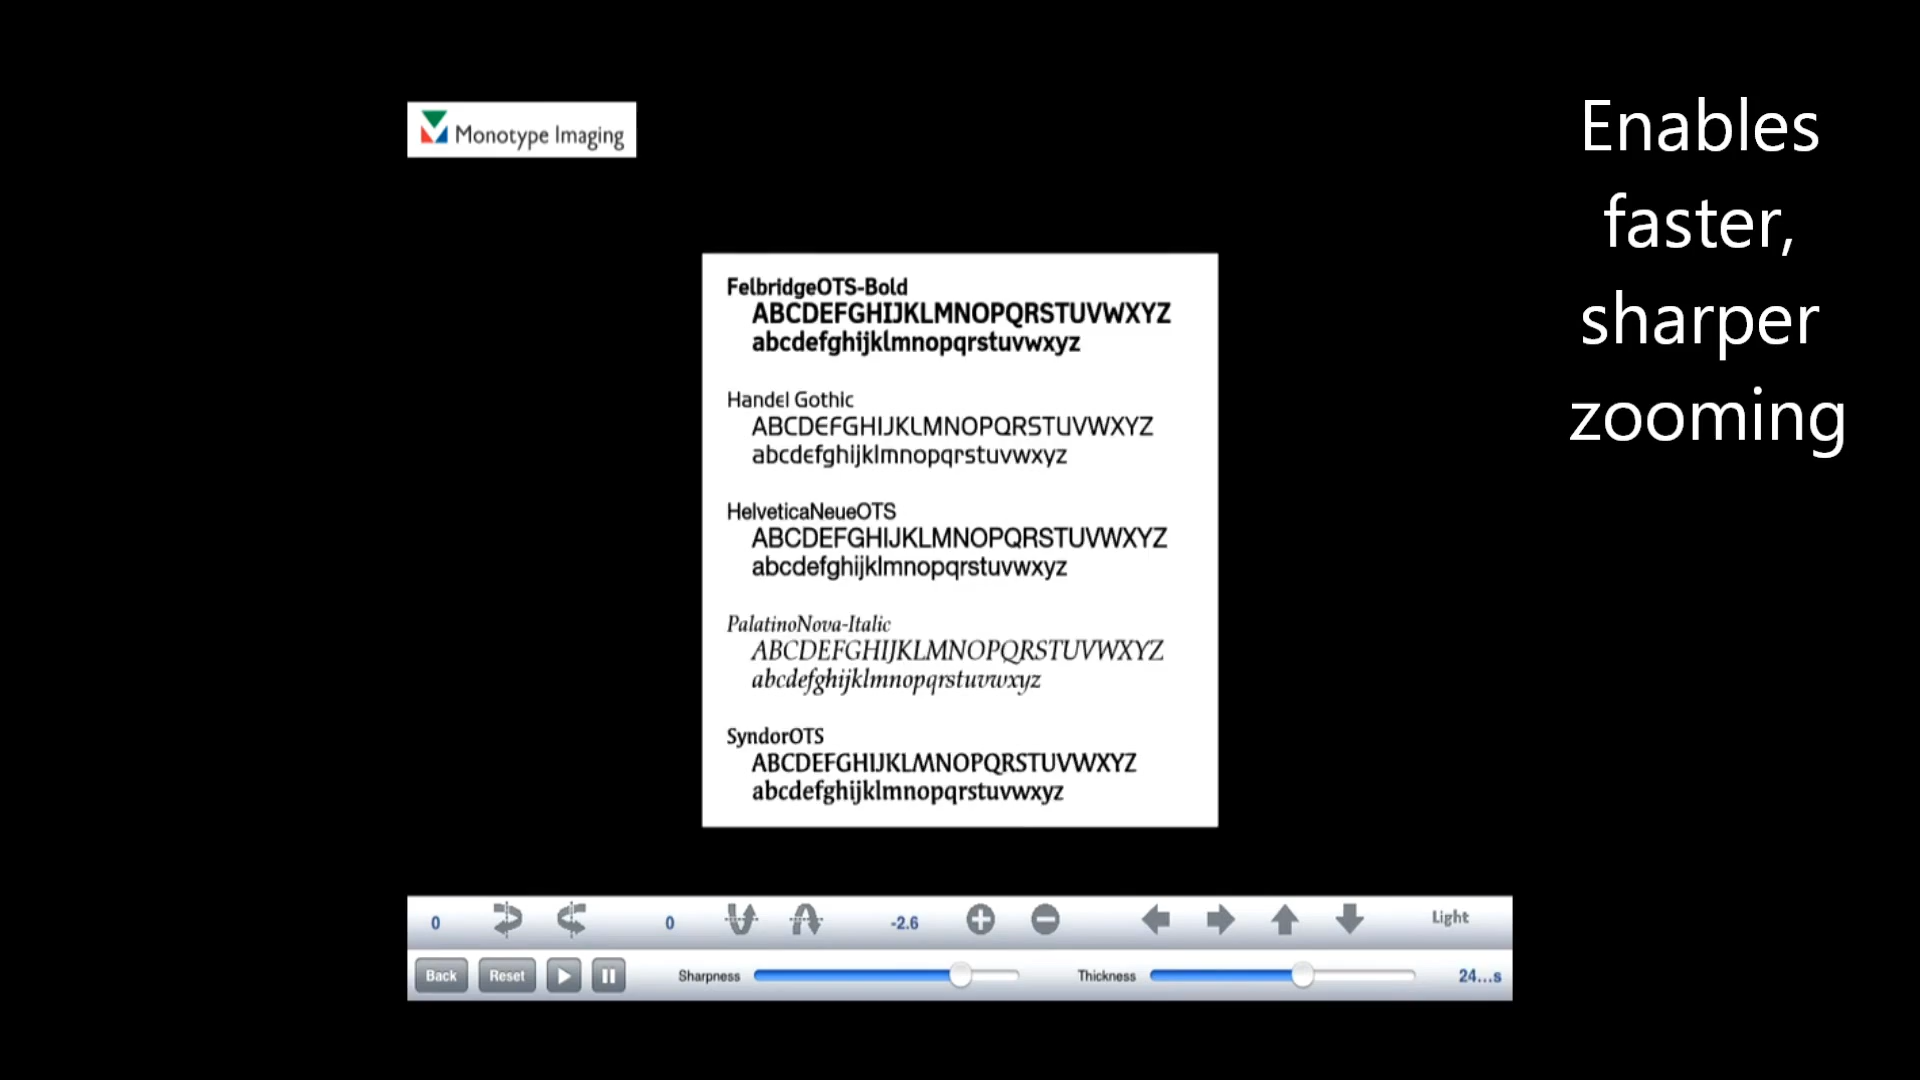 Monotype Imaging
Enables
faster,
sharper
zooming
FelbridgeOTS-Bold
ABCDEFGHIJKLMNOPQRSTUVWXYZ
abcdefghijklmnopqrstuvwxyz
Handel Gothic
ABCDEFGHIJKLMNOPQRSTUVWXYZ
abcdefghijklmnopqrstuvwxyz
HelveticaNeueOTS
ABCDEFGHIJKLMNOPQRSTUVWXYZ
abcdefghijklmnopqrstuvwxyz
PalatinoNova-Italic
ABCDEFGHIJKLMNOPQRSTUVWXYZ
abcdefghijklmnopqrstuvwxyz
SyndorOTS
ABCDEFGHIJKLMNOPQRSTUVWXYZ
abcdefghijklmnopqrstuvwxyz
0 0 -2.6 Light
Back Reset Sharpness Thickness 24...s